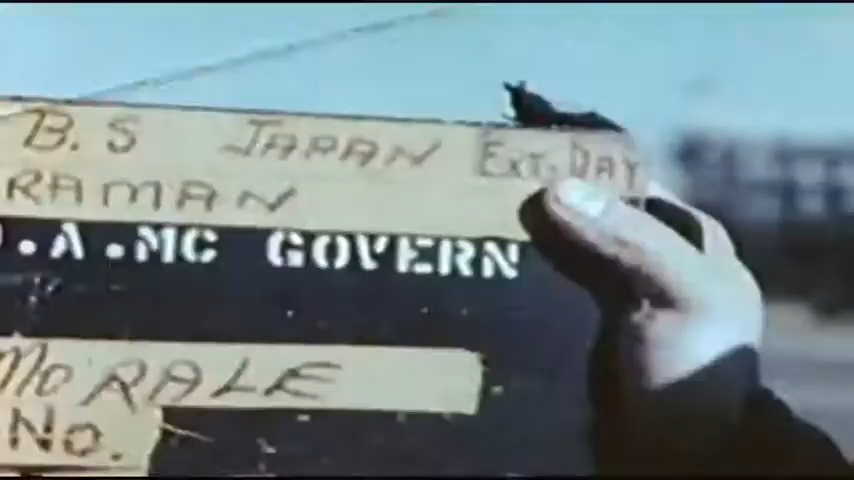 B.S JAPAN EXT. DAY
RAMAN
.A.MC GOVERN
MORALE
No.